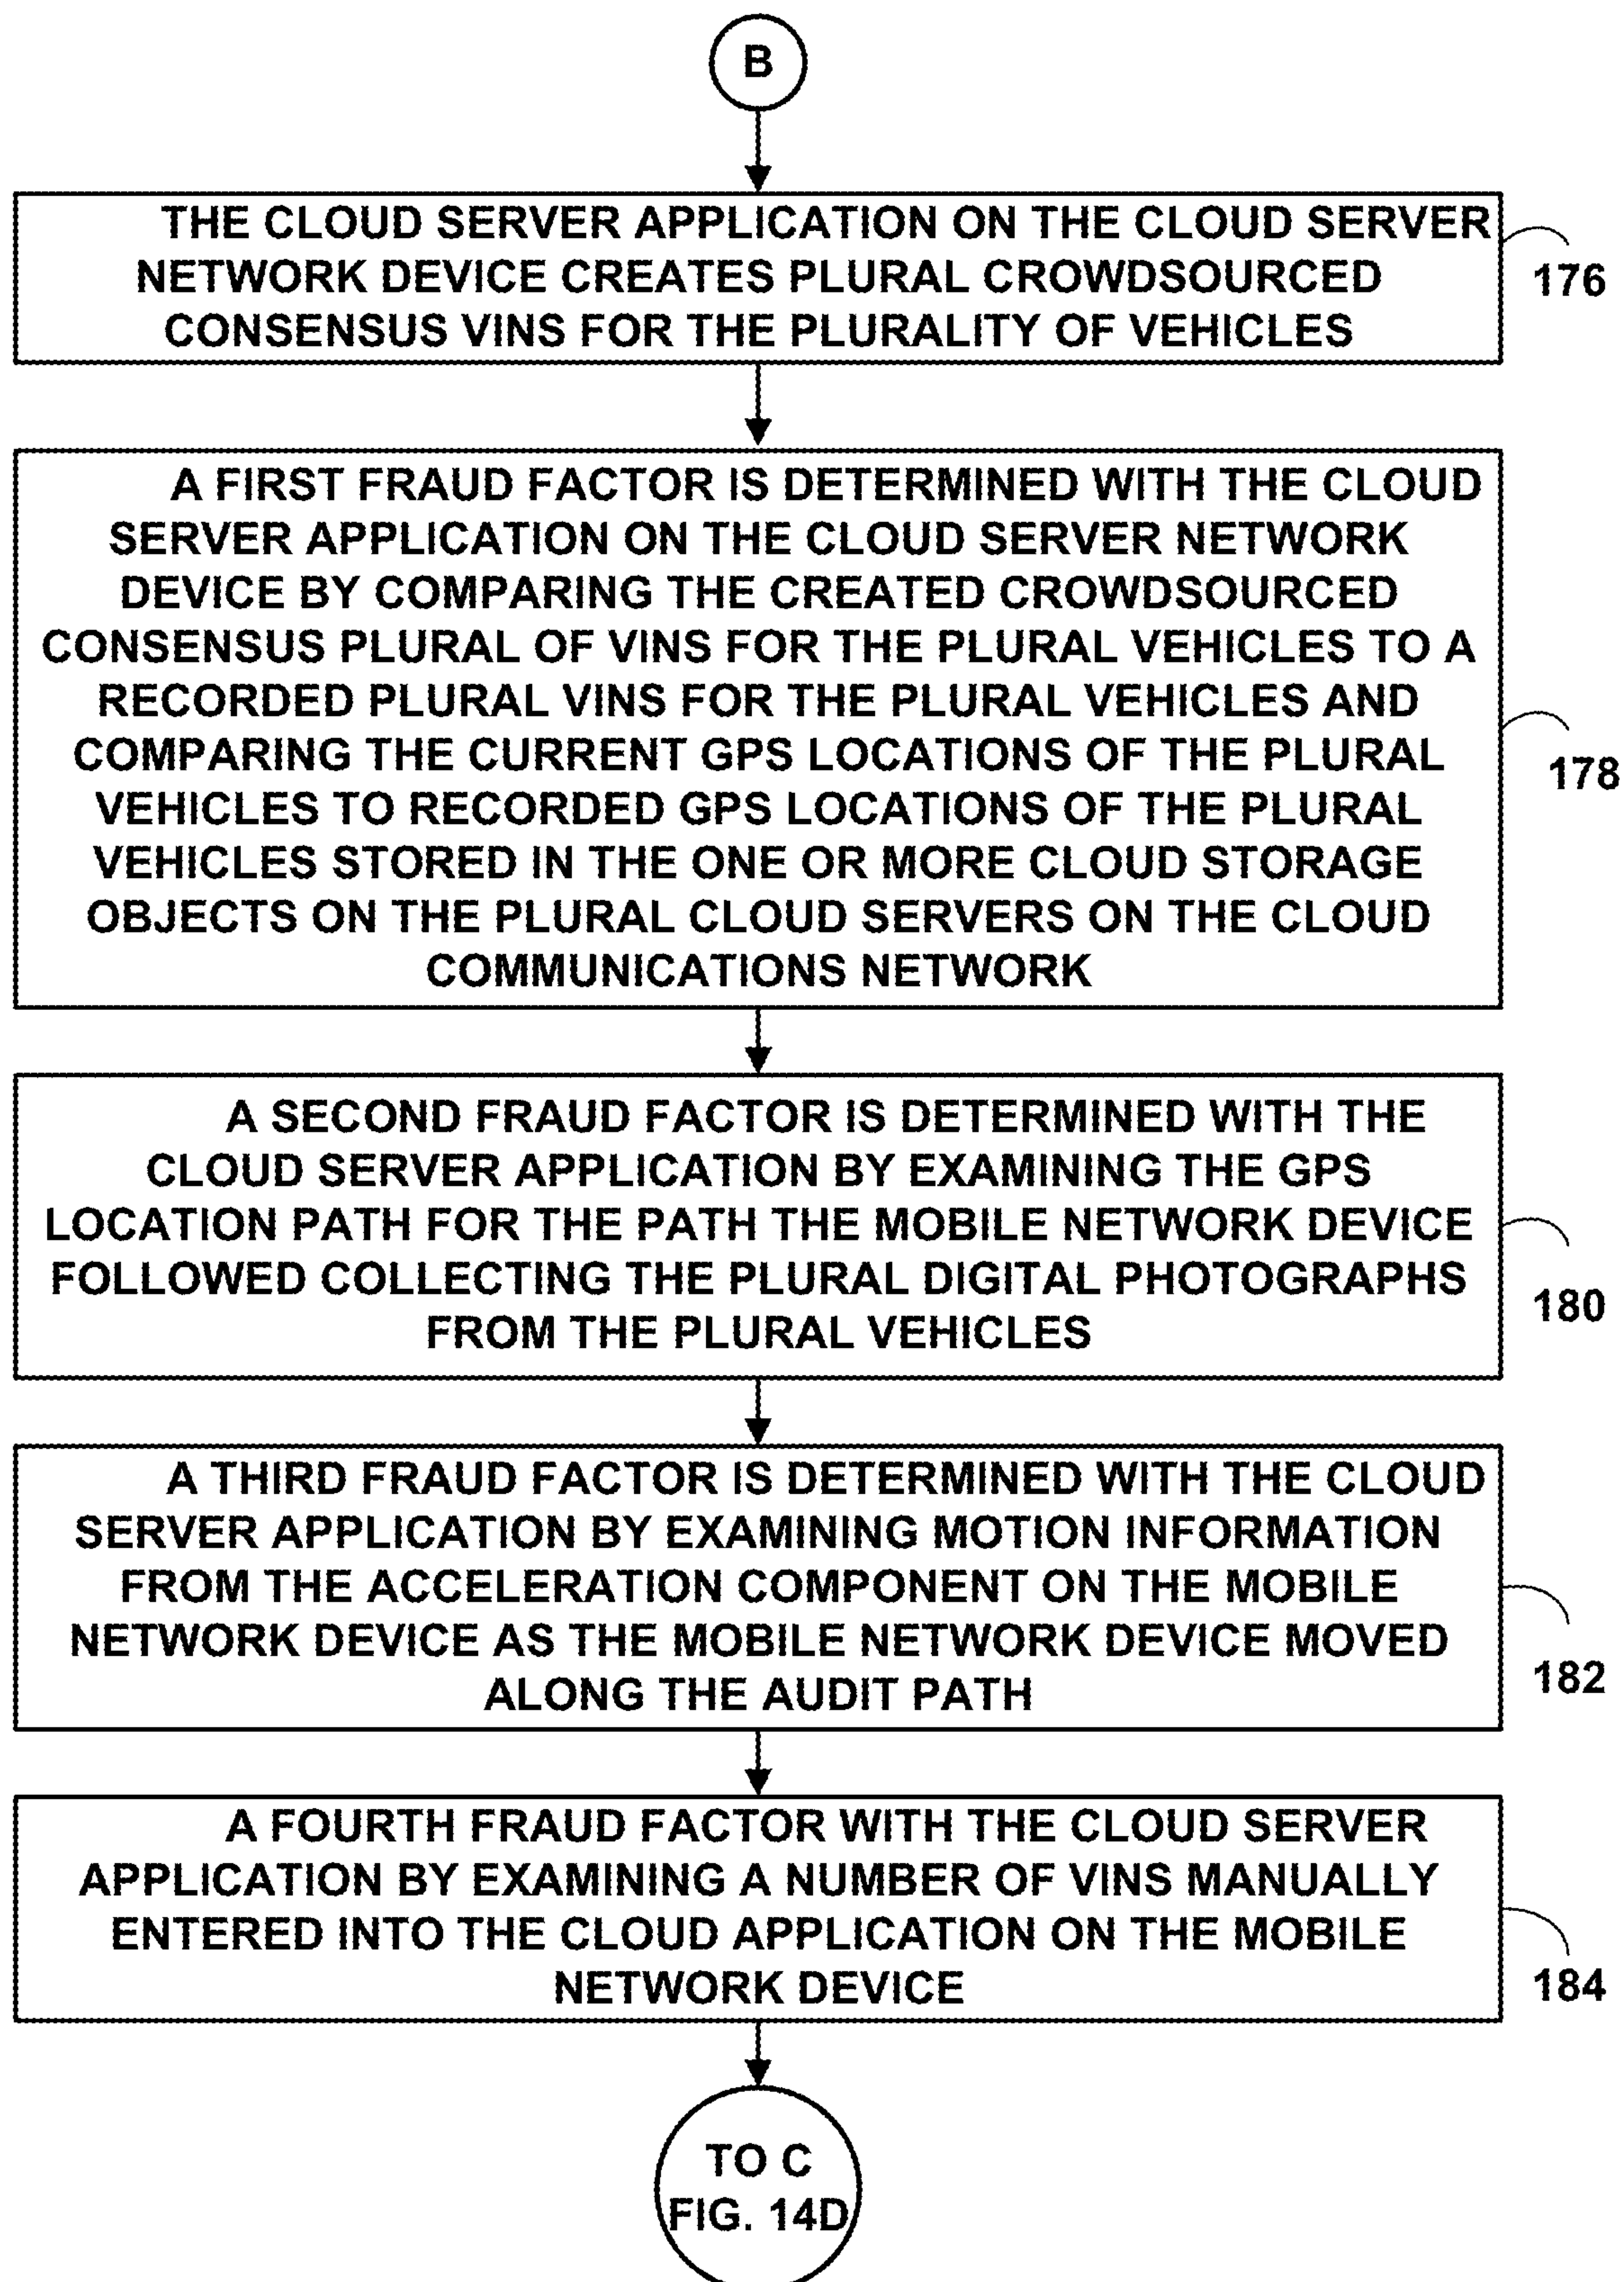 B
THE CLOUD SERVER APPLICATION ON THE CLOUD SERVER
NETWORK DEVICE CREATES PLURAL CROWDSOURCED
CONSENSUS VINS FOR THE PLURALITY OF VEHICLES
176
A FIRST FRAUD FACTOR IS DETERMINED WITH THE CLOUD
SERVER APPLICATION ON THE CLOUD SERVER NETWORK
DEVICE BY COMPARING THE CREATED CROWDSOURCED
CONSENSUS PLURAL OF VINS FOR THE PLURAL VEHICLES TO A
RECORDED PLURAL VINS FOR THE PLURAL VEHICLES AND
COMPARING THE CURRENT GPS LOCATIONS OF THE PLURAL
VEHICLES TO RECORDED GPS LOCATIONS OF THE PLURAL
VEHICLES STORED IN THE ONE OR MORE CLOUD STORAGE
OBJECTS ON THE PLURAL CLOUD SERVERS ON THE CLOUD
COMMUNICATIONS NETWORK
178
A SECOND FRAUD FACTOR IS DETERMINED WITH THE
CLOUD SERVER APPLICATION BY EXAMINING THE GPS
LOCATION PATH FOR THE PATH THE MOBILE NETWORK DEVICE
FOLLOWED COLLECTING THE PLURAL DIGITAL PHOTOGRAPHS
FROM THE PLURAL VEHICLES
180
A THIRD FRAUD FACTOR IS DETERMINED WITH THE CLOUD
SERVER APPLICATION BY EXAMINING MOTION INFORMATION
FROM THE ACCELERATION COMPONENT ON THE MOBILE
NETWORK DEVICE AS THE MOBILE NETWORK DEVICE MOVED
ALONG THE AUDIT PATH
182
A FOURTH FRAUD FACTOR WITH THE CLOUD SERVER
APPLICATION BY EXAMINING A NUMBER OF VINS MANUALLY
ENTERED INTO THE CLOUD APPLICATION ON THE MOBILE
NETWORK DEVICE
184
TO C
FIG. 14D